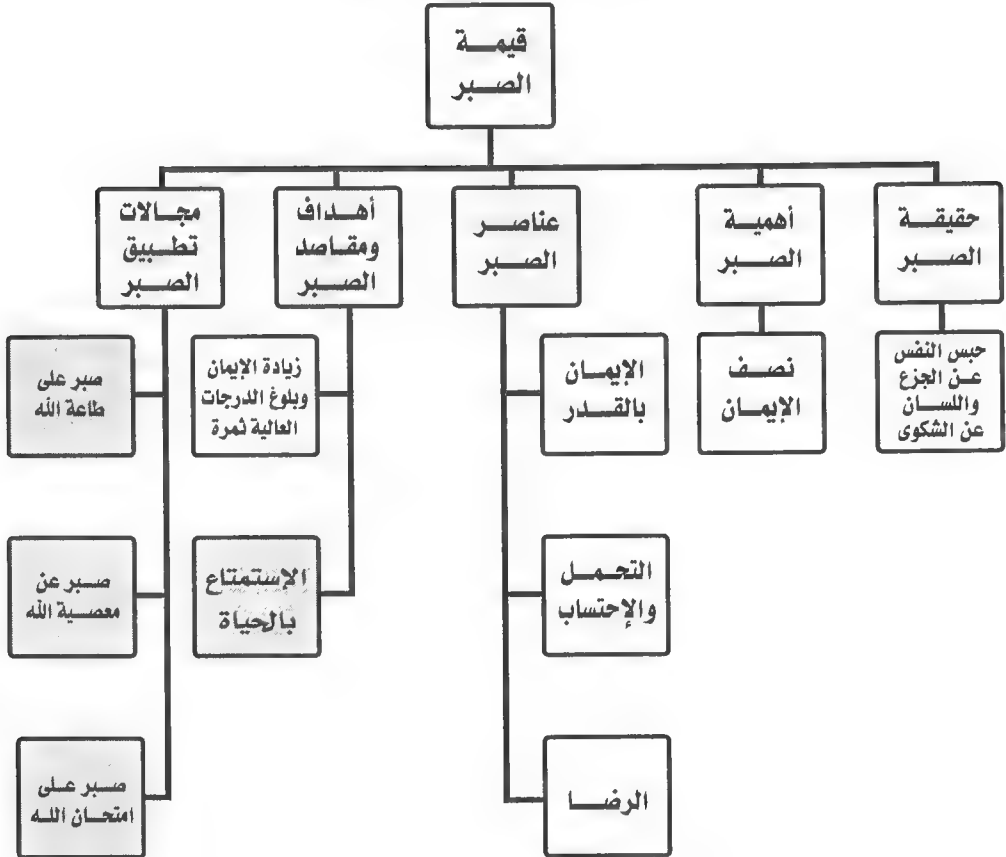 قيمة
الصبر
حقيقة
الصبر
أهمية
الصبر
عناصر
الصبر
أهداف
ومقاصد
الصبر
مجالات
تطبيق
الصبر
حبس النفس
عن الجزع
واللسان
عن الشكوى
نصف
الإيمان
الإيمان
بالقدر
زيادة الإيمان
وبلوغ الدرجات
العالية ثمرة
صبر على
طاعة الله
التحمل
والإحتساب
الإستمتاع
بالحياة
صبر عن
معصية الله
الرضا
صبر على
امتحان الله